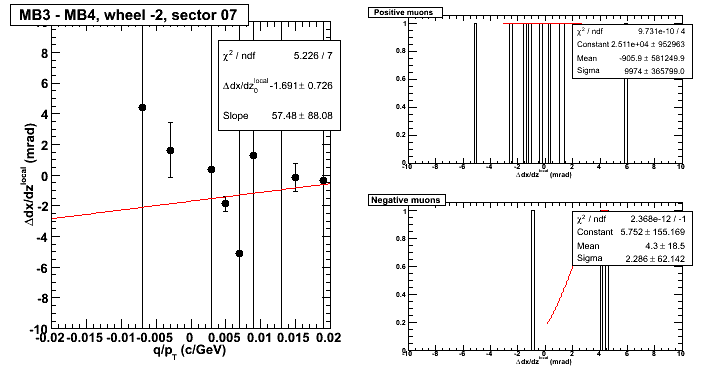 MB3 - MB4, wheel -2, sector 07
χ² / ndf 5.226 / 7
Δdx/dz₀^local -1.691 ± 0.726
Slope 57.48 ± 88.08
Δdx/dz^local (mrad)
8
6
4
2
0
-2
-4
-6
-8
-10
-0.02 -0.015 -0.01 -0.005 0 0.005 0.01 0.015 0.02
q/p_T (c/GeV)
Positive muons
χ² / ndf 9.731e-10 / 4
Constant 2.511e+04 ± 952963
Mean -905.9 ± 581249.9
Sigma 9974 ± 365799.0
1
0.8
0.6
0.4
0.2
0
-10 -8 -6 -4 -2 0 2 4 6 8 10
Δdx/dz^local (mrad)
Negative muons
χ² / ndf 2.368e-12 / -1
Constant 5.752 ± 155.169
Mean 4.3 ± 18.5
Sigma 2.286 ± 62.142
1
0.8
0.6
0.4
0.2
0
-10 -8 -6 -4 -2 0 2 4 6 8 10
Δdx/dz^local (mrad)